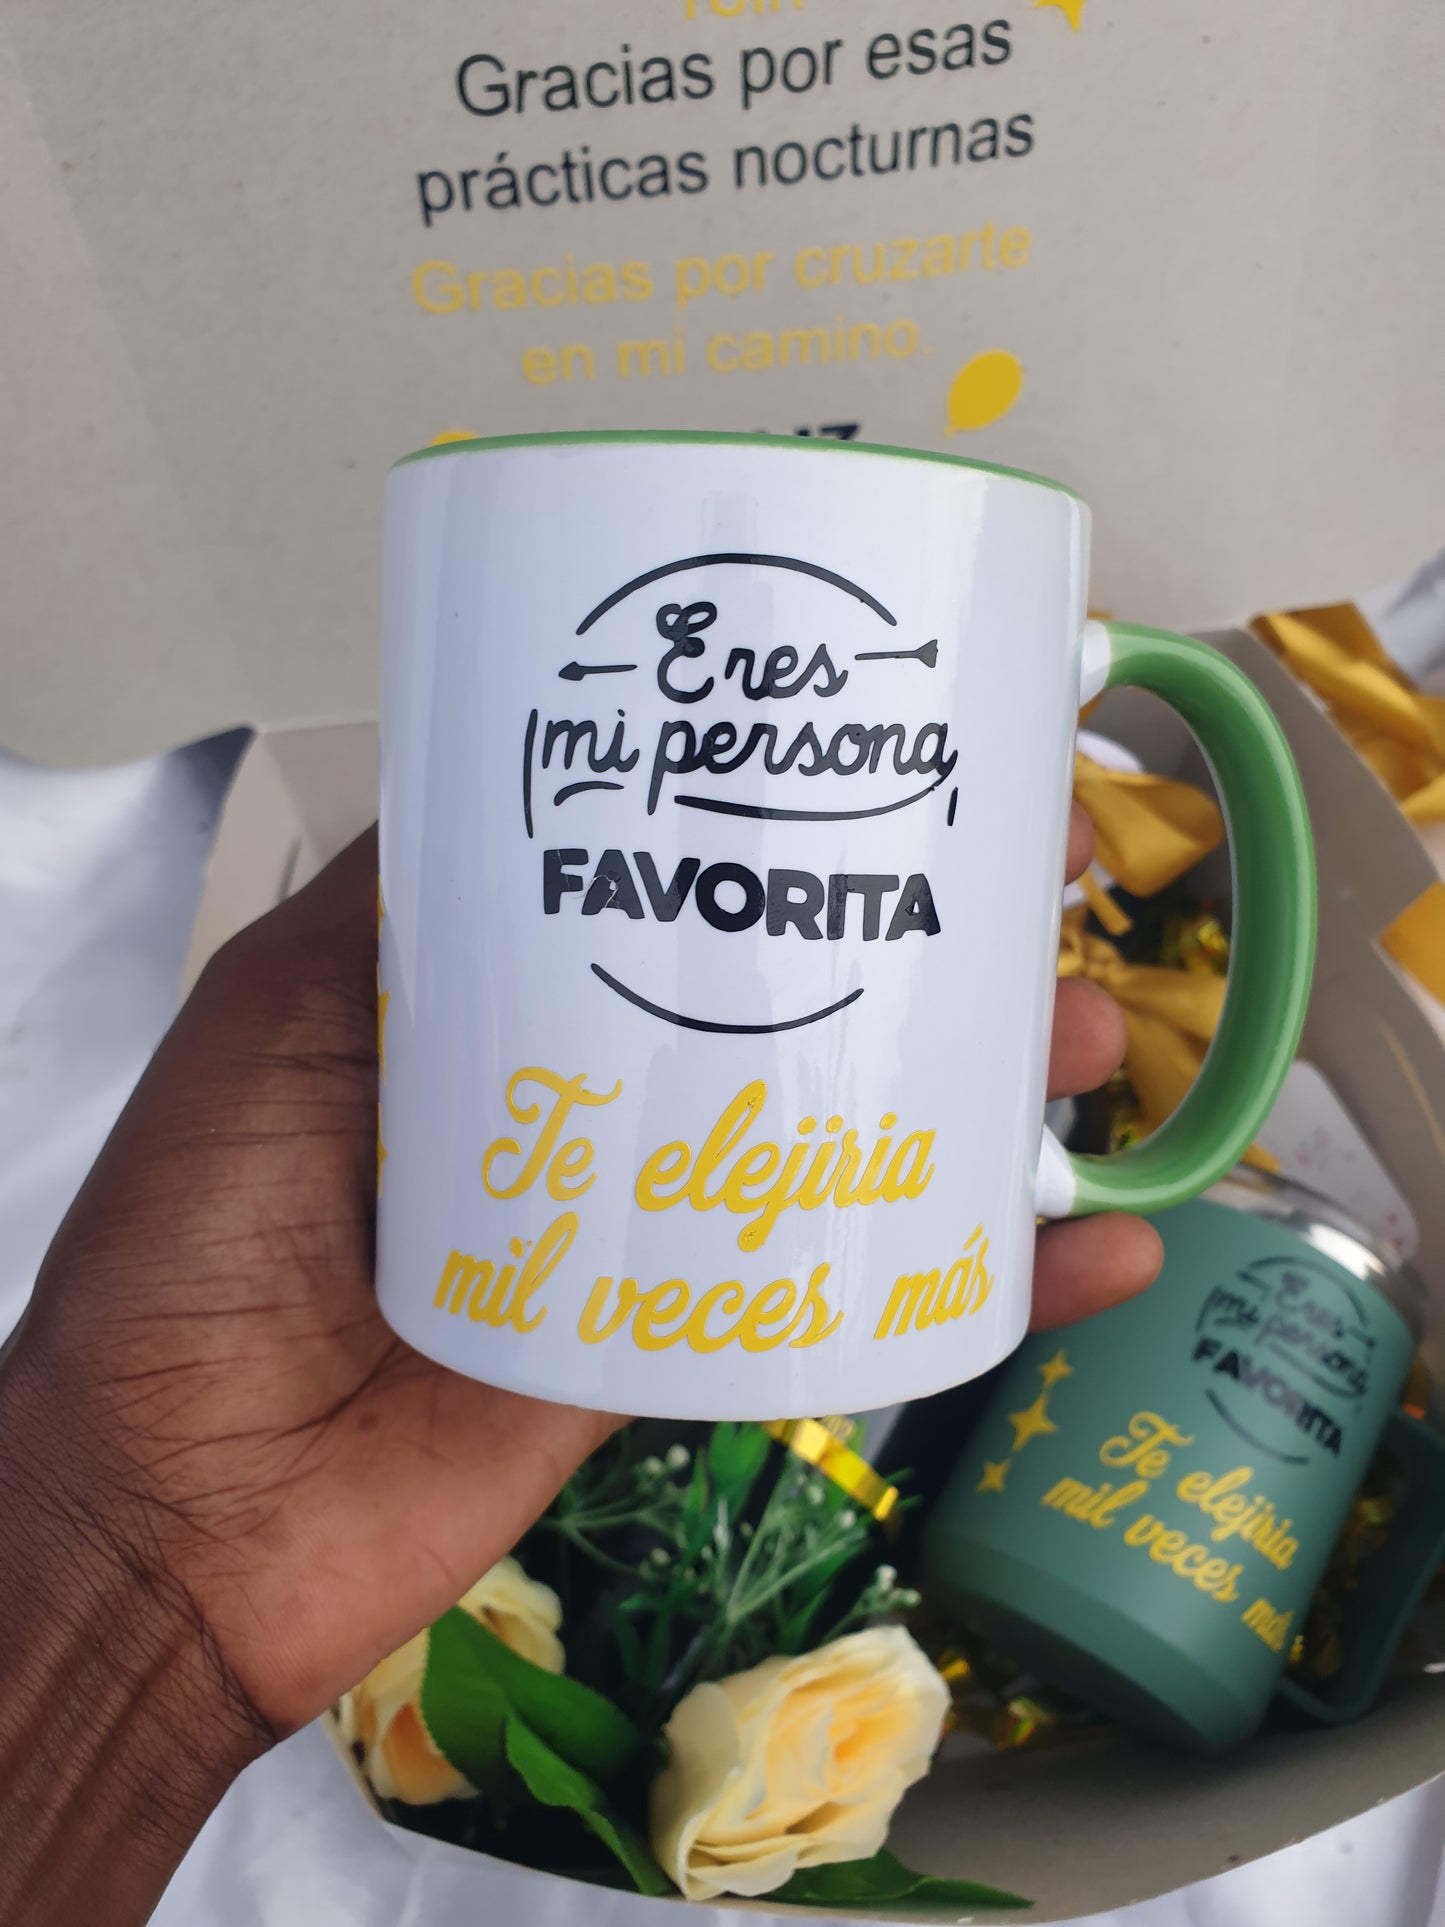 Gracias por esas
prácticas nocturnas
Gracias por cruzarte
en mi camino.
Eres
mi persona
FAVORITA
Te elejiria
mil veces más
Eres
mi persona
FAVORITA
Te elejiria
mil veces más